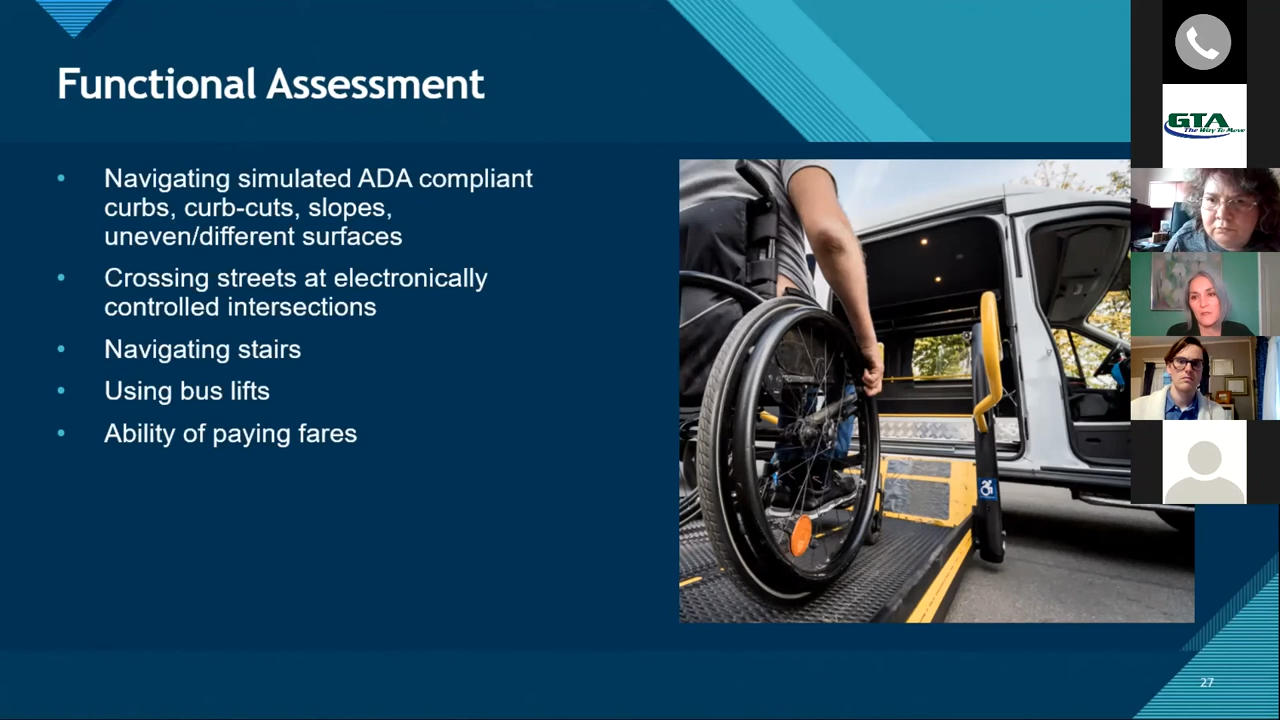 Functional Assessment
• Navigating simulated ADA compliant
curbs, curb-cuts, slopes,
uneven/different surfaces
• Crossing streets at electronically
controlled intersections
• Navigating stairs
• Using bus lifts
• Ability of paying fares
GTA
The Way To Move
27